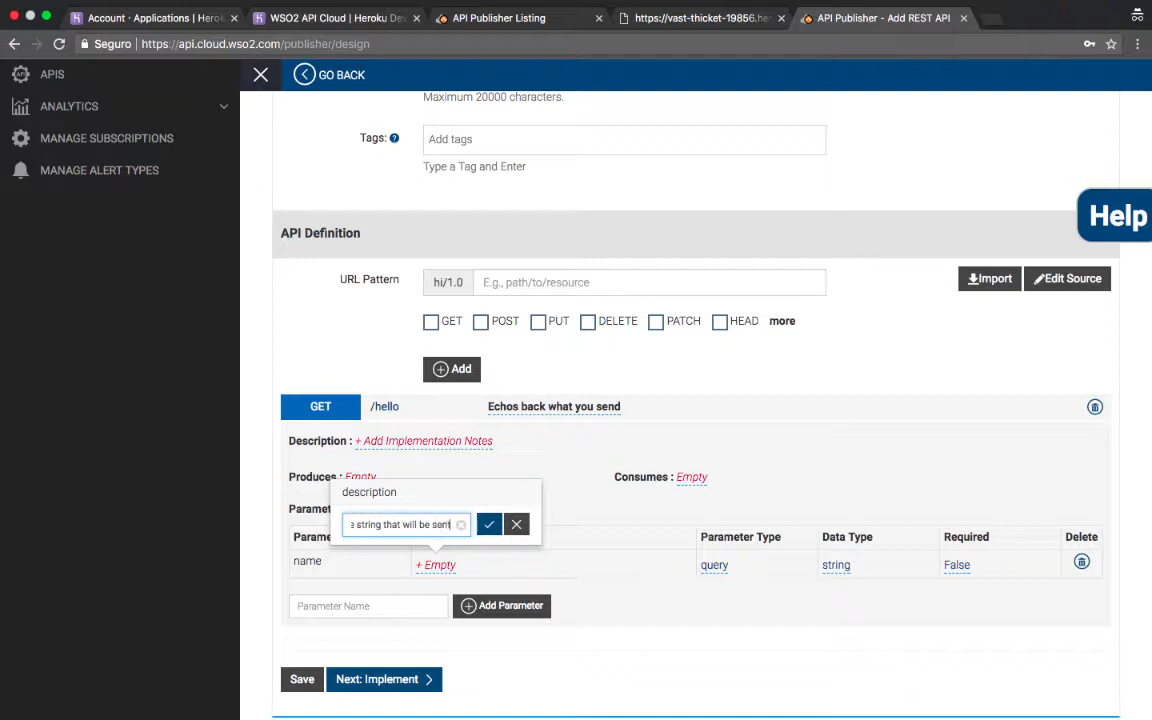 Account · Applications | Heroku
WSO2 API Cloud | Heroku Dev
API Publisher Listing
https://vast-thicket-19856.he
API Publisher - Add REST API
Seguro
https://api.cloud.wso2.com/publisher/design
APIS
ANALYTICS
MANAGE SUBSCRIPTIONS
MANAGE ALERT TYPES
GO BACK
Maximum 20000 characters.
Tags: ?
Add tags
Type a Tag and Enter
Help
API Definition
URL Pattern
hi/1.0
E.g., path/to/resource
Import
Edit Source
GET POST PUT DELETE PATCH HEAD more
Add
GET /hello Echos back what you send
Description : + Add Implementation Notes
Produces : Empty
Consumes : Empty
description
e string that will be sent
Paramet
Parame
Parameter Type Data Type Required Delete
name + Empty query string False
Parameter Name
Add Parameter
Save
Next: Implement